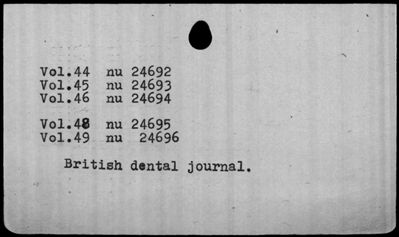 Vol.44 nu 24692
Vol.45 nu 24693
Vol.46 nu 24694
Vol.48 nu 24695
Vol.49 nu 24696
British dental journal.